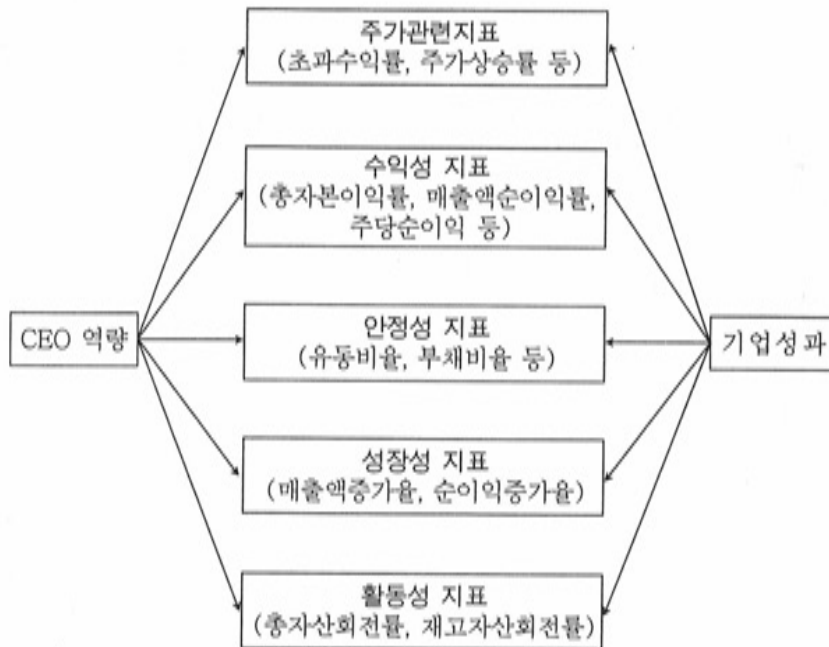 주가관련지표
(초과수익률, 주가상승률 등)
수익성 지표
(총자본이익률, 매출액순이익률,
주당순이익 등)
CEO 역량
안정성 지표
(유동비율, 부채비율 등)
기업성과
성장성 지표
(매출액증가율, 순이익증가율)
활동성 지표
(총자산회전률, 재고자산회전률)